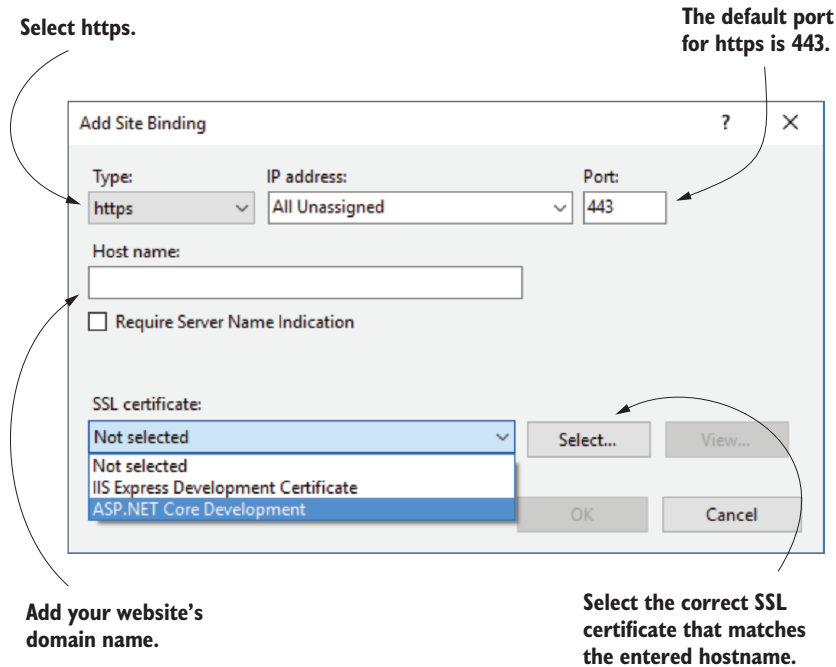 Select https.
The default port
for https is 443.
Add Site Binding ? ×
Type: IP address: Port:
https All Unassigned 443
Host name:
Require Server Name Indication
SSL certificate:
Not selected Select... View...
Not selected
IIS Express Development Certificate
ASP.NET Core Development
OK Cancel
Add your website's
domain name.
Select the correct SSL
certificate that matches
the entered hostname.